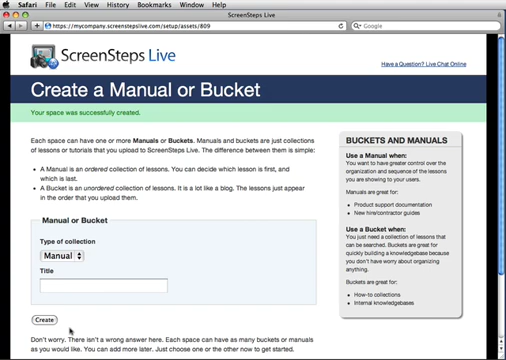 Safari File Edit View History Bookmarks Window Help
ScreenSteps Live
https://mycompany.screenstepslive.com/setup/assets/809
Google
ScreenSteps Live
Have a Question? Live Chat Online
Create a Manual or Bucket
Your space was successfully created.
Each space can have one or more Manuals or Buckets. Manuals and buckets are just collections
of lessons or tutorials that you upload to ScreenSteps Live. The difference between them is simple:
• A Manual is an ordered collection of lessons. You can decide which lesson is first, and
which is last.
• A Bucket is an unordered collection of lessons. It is a lot like a blog. The lessons just appear
in the order that you upload them.
Manual or Bucket
Type of collection
Manual
Title
Create
Don't worry. There isn't a wrong answer here. Each space can have as many buckets or manuals
as you would like. You can add more later. Just choose one or the other now to get started.
BUCKETS AND MANUALS
Use a Manual when:
You want to have greater control over the
organization and sequence of the lessons
you are showing to your users.
Manuals are great for:
• Product support documentation
• New hire/contractor guides
Use a Bucket when:
You just need a collection of lessons that
can be searched. Buckets are great for
quickly building a knowledgebase because
you don't have worry about organizing
anything.
Buckets are great for:
• How-to collections
• Internal knowledgebases